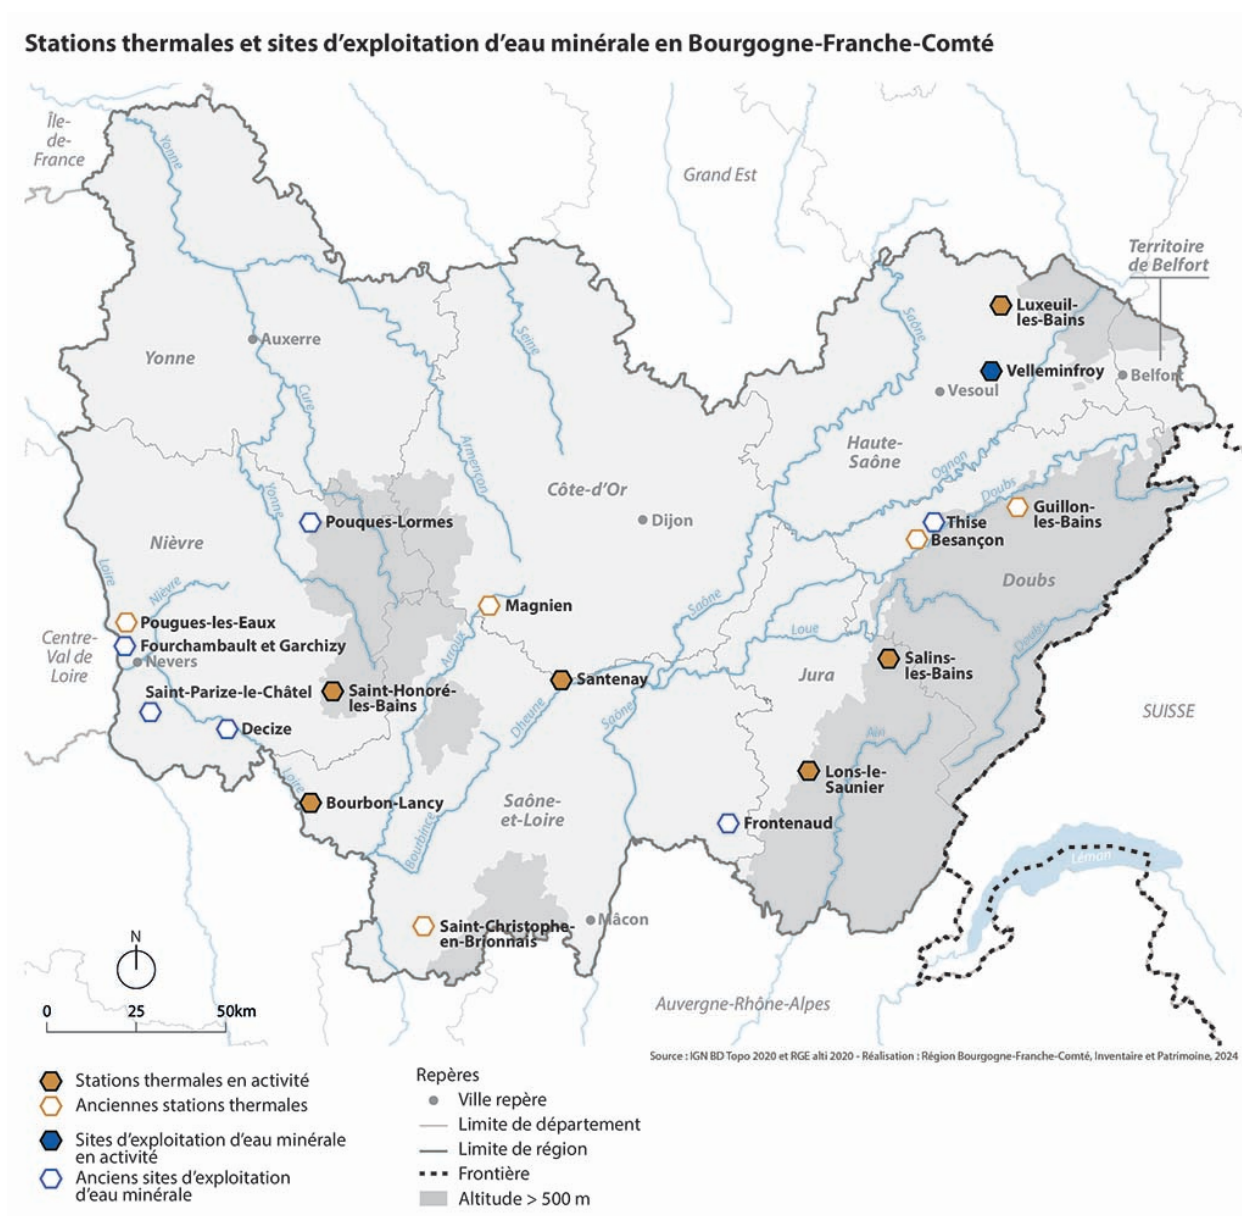 Stations thermales et sites d'exploitation d'eau minérale en Bourgogne-Franche-Comté
Île-
de-
France
Yonne
Grand Est
Territoire
de Belfort
Luxeuil-
les-Bains
Saône
Seine
Auxerre
Yonne
Velleminfroy
Belfort
Vesoul
Cure
Armençon
Haute-
Saône
Ognon
Côte-d'Or
Yonne
Doubs
Guillon-
les-Bains
Pouques-Lormes
Dijon
Thise
Besançon
Nièvre
Loire
Nièvre
Doubs
Magnien
Saône
Pougues-les-Eaux
Loue
Doubs
Centre-
Val de
Loire
Fourchambault et Garchizy
Nevers
Arroux
Salins-
les-Bains
Jura
Santenay
Saint-Parize-le-Châtel
Saint-Honoré-
les-Bains
Dheune
Saône
SUISSE
Decize
Ain
Loire
Lons-le-
Saunier
Bourbon-Lancy
Saône-
et-Loire
Frontenaud
Bourbince
Léman
Saint-Christophe-
en-Brionnais
Mâcon
N
Auvergne-Rhône-Alpes
0 25 50km
Source : IGN BD Topo 2020 et RGE alti 2020 - Réalisation : Région Bourgogne-Franche-Comté, Inventaire et Patrimoine, 2024
Stations thermales en activité
Anciennes stations thermales
Sites d'exploitation d'eau minérale
en activité
Anciens sites d'exploitation
d'eau minérale
Repères
Ville repère
Limite de département
Limite de région
Frontière
Altitude > 500 m